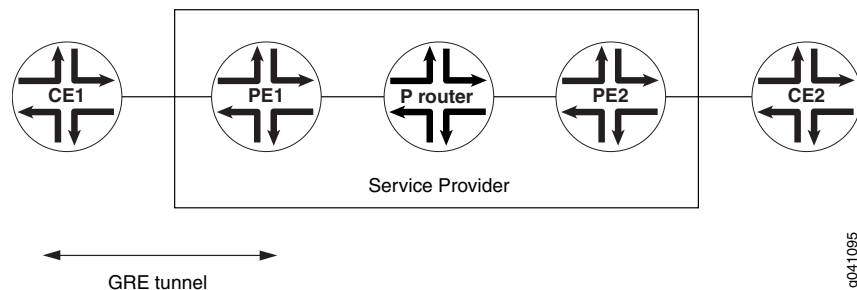 CE1
PE1
P router
PE2
CE2
Service Provider
GRE tunnel
g041095